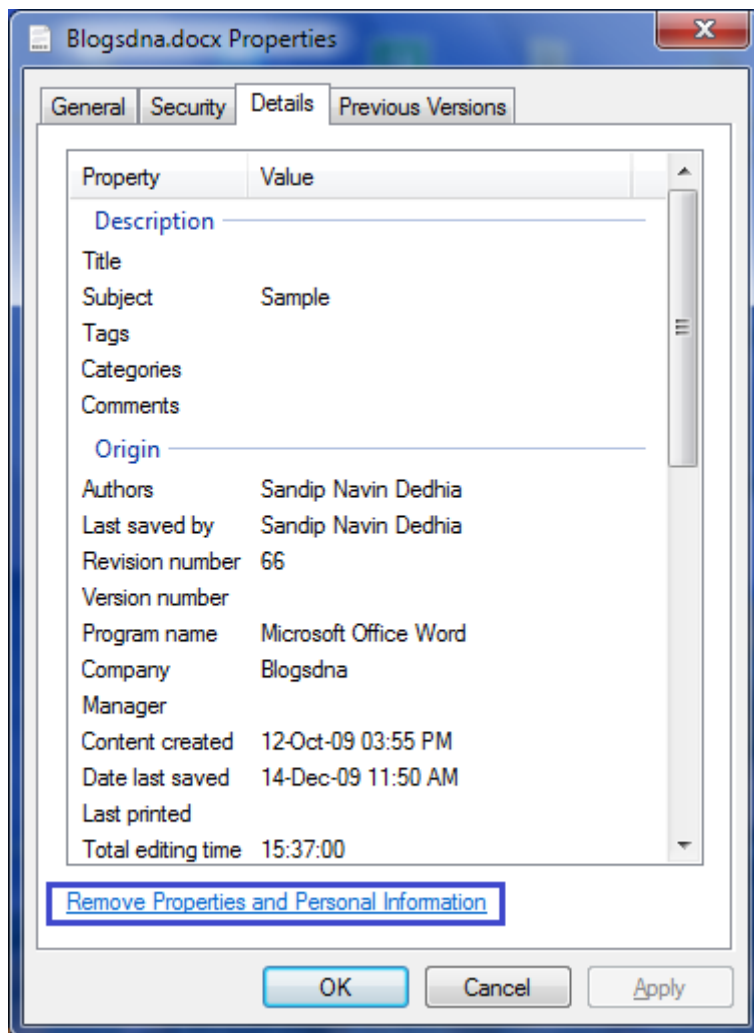 Blogsdna.docx Properties
General Security Details Previous Versions
Property Value
Description
Title
Subject Sample
Tags
Categories
Comments
Origin
Authors Sandip Navin Dedhia
Last saved by Sandip Navin Dedhia
Revision number 66
Version number
Program name Microsoft Office Word
Company Blogsdna
Manager
Content created 12-Oct-09 03:55 PM
Date last saved 14-Dec-09 11:50 AM
Last printed
Total editing time 15:37:00
Remove Properties and Personal Information
OK Cancel Apply